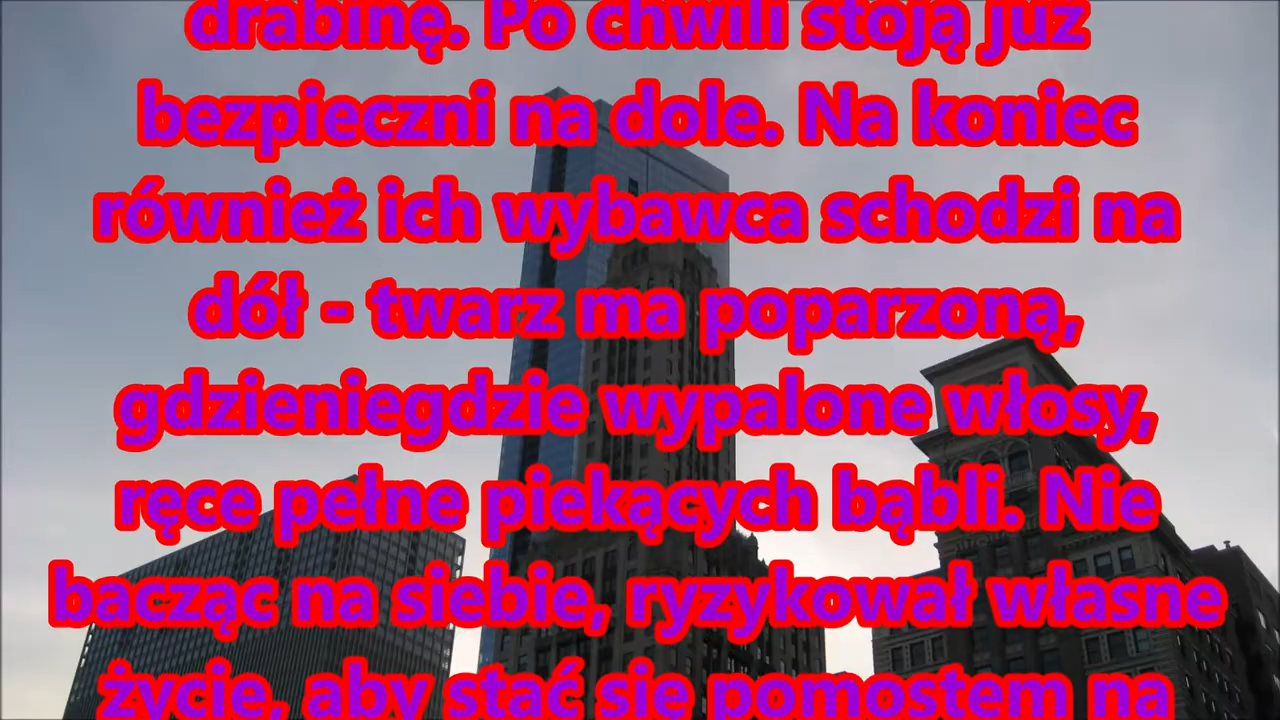 drabinę. Po chwili stoją już
bezpieczni na dole. Na koniec
również ich wybawca schodzi na
dół - twarz ma poparzoną,
gdzieniegdzie wypalone włosy,
ręce pełne piekących bąbli. Nie
bacząc na siebie, ryzykował własne
życie, aby stać się pomostem na